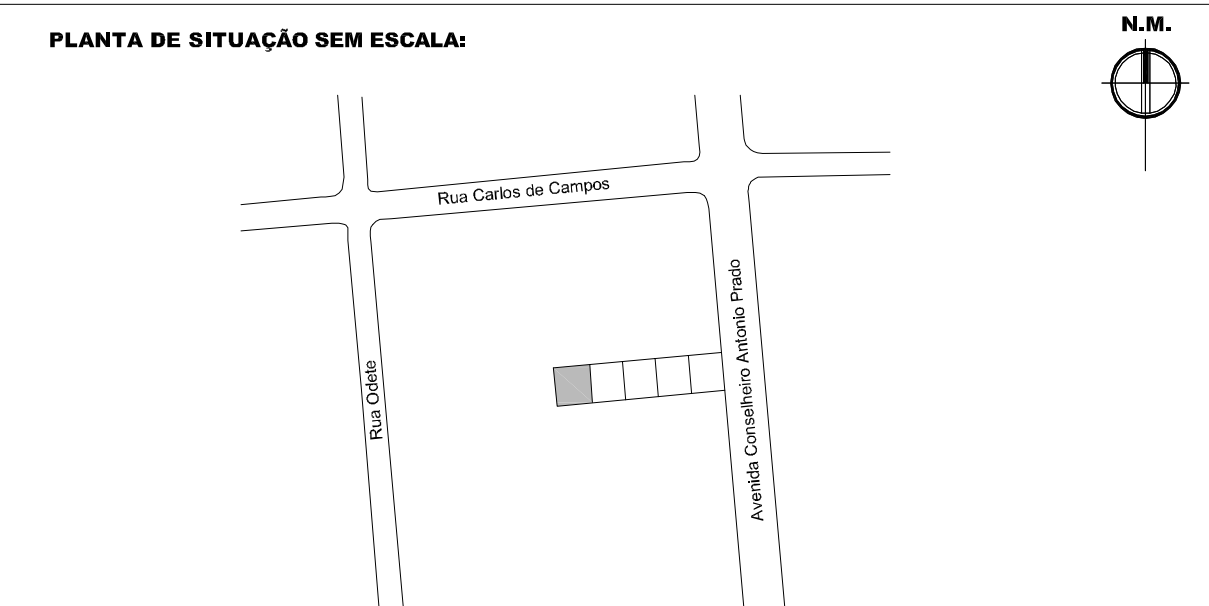 PLANTA DE SITUAÇÃO SEM ESCALA:
N.M.
Rua Carlos de Campos
Rua Odete
Avenida Conselheiro Antonio Prado